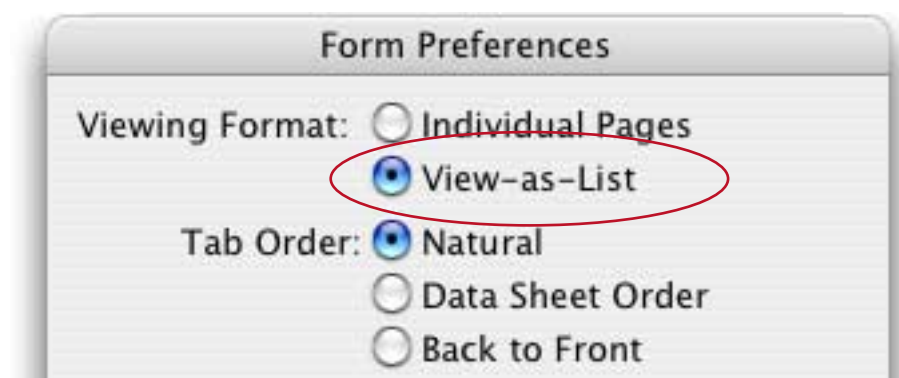 Form Preferences
Viewing Format: Individual Pages
View-as-List
Tab Order: Natural
Data Sheet Order
Back to Front